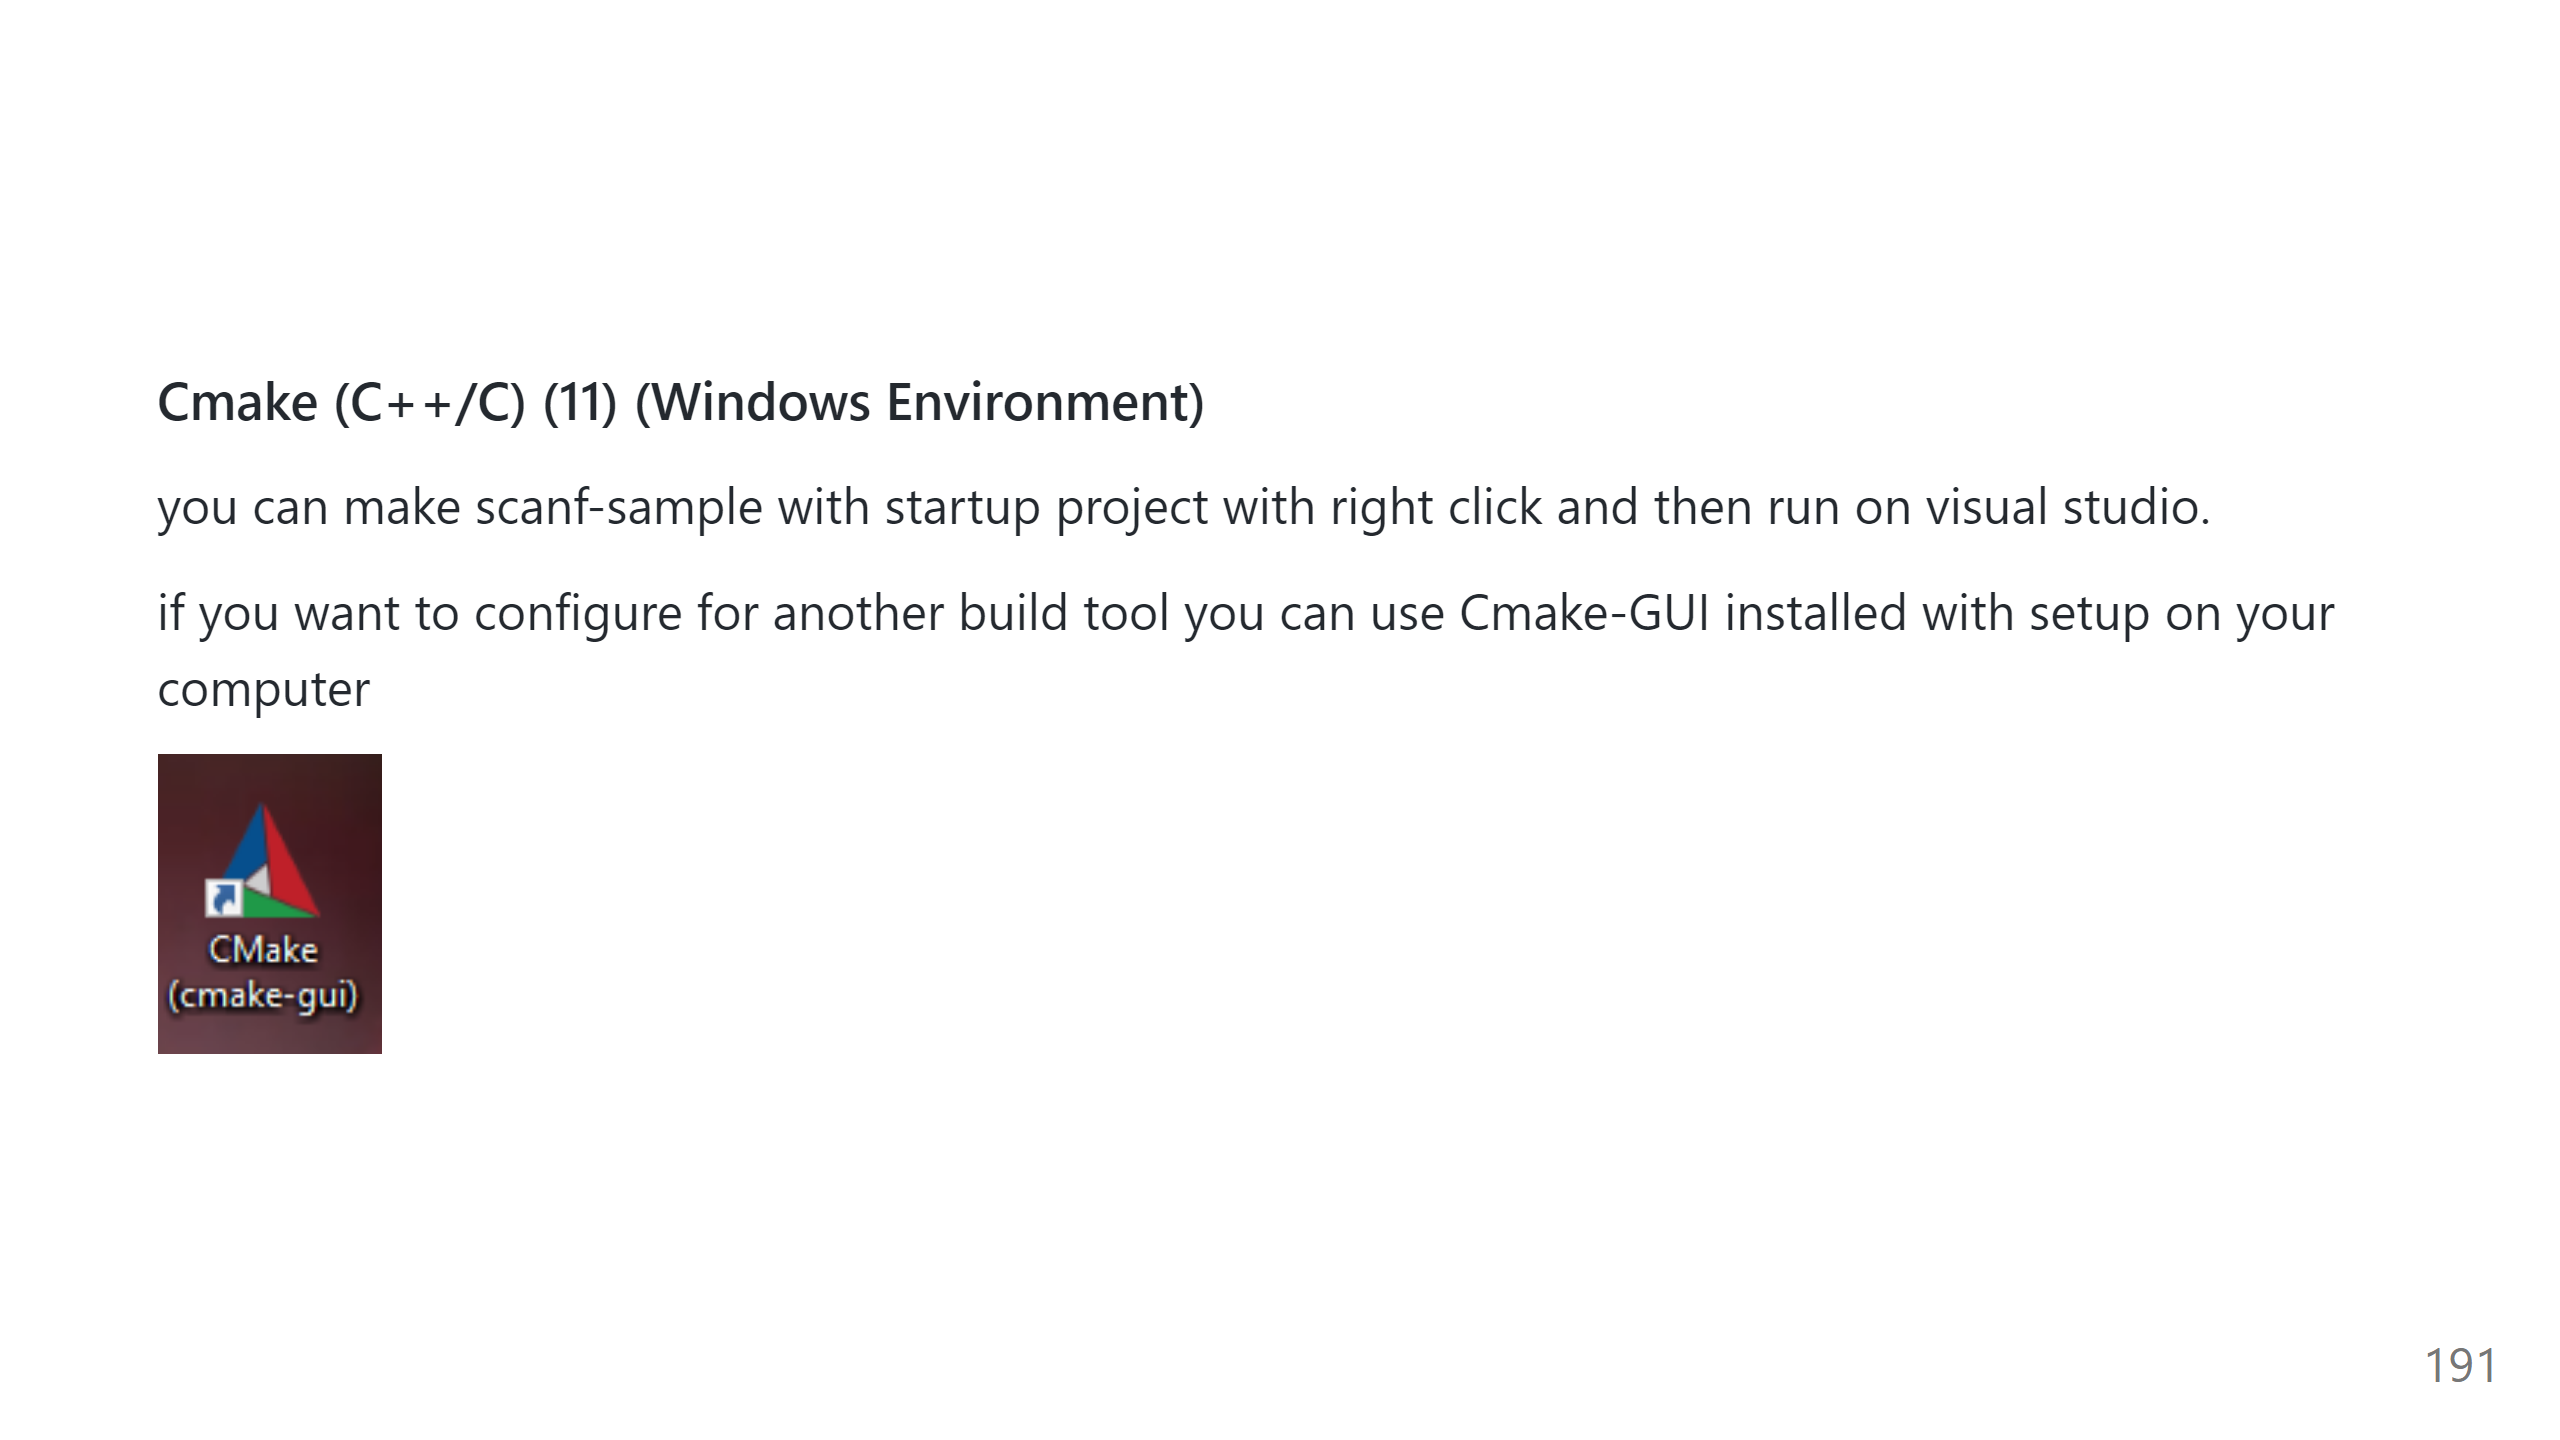 Cmake (C++/C) (11) (Windows Environment)
you can make scanf-sample with startup project with right click and then run on visual studio.
if you want to configure for another build tool you can use Cmake-GUI installed with setup on your
computer
CMake
(cmake-gui)
191